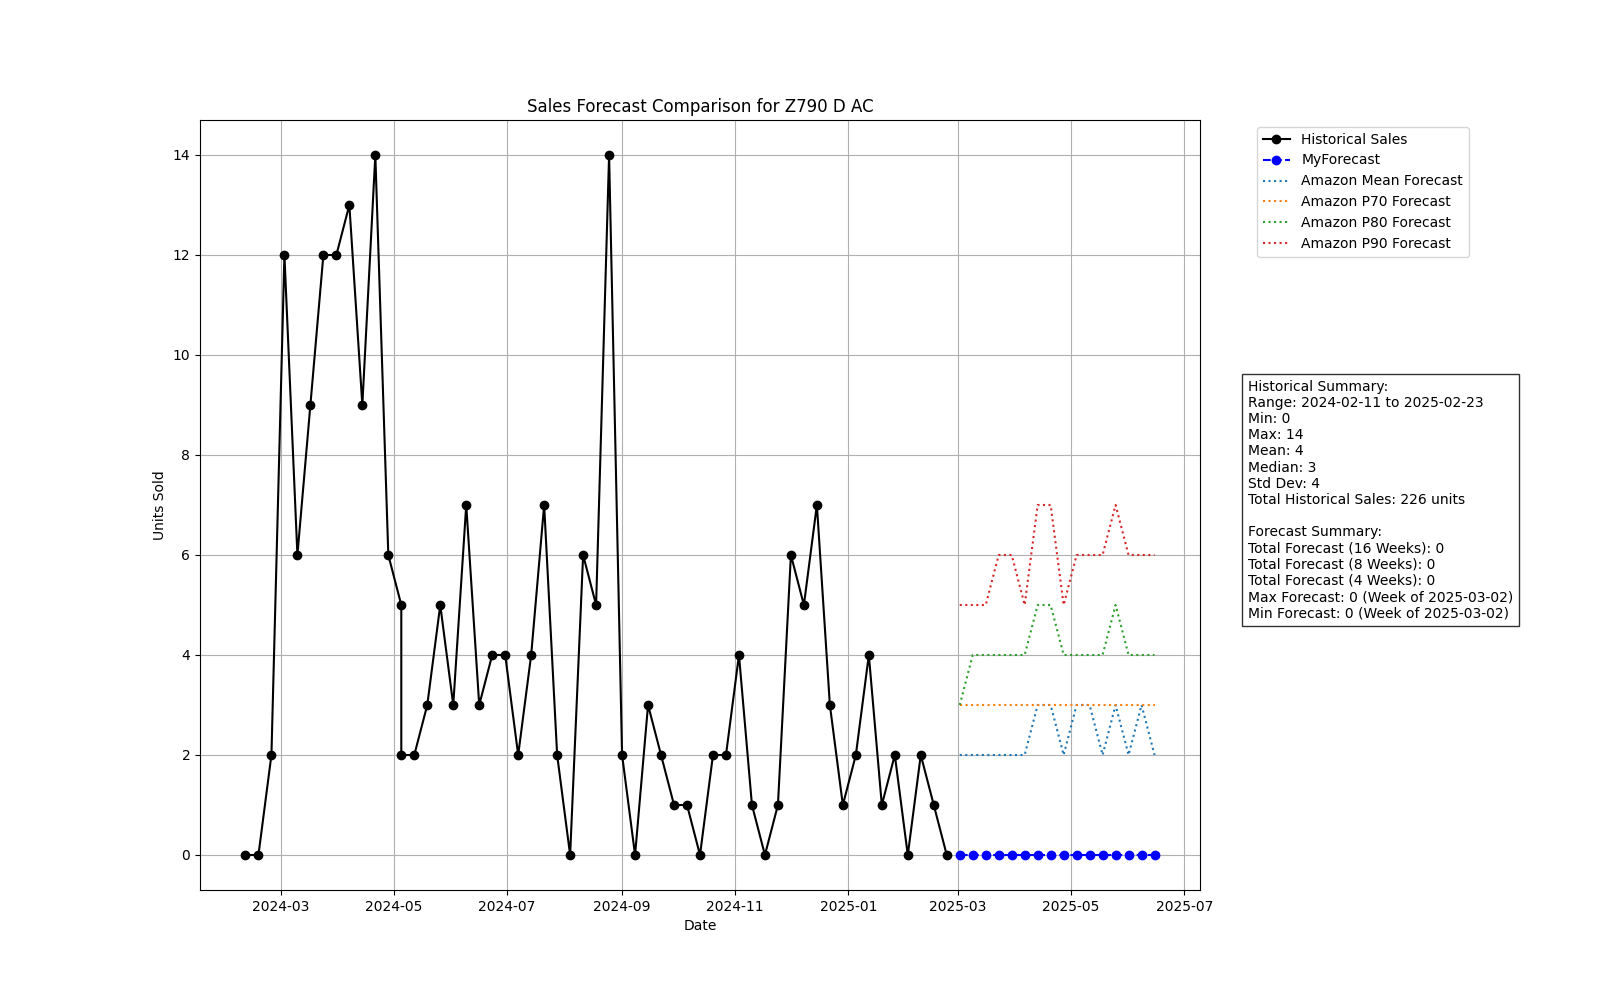 Sales Forecast Comparison for Z790 D AC
Historical Sales
MyForecast
Amazon Mean Forecast
Amazon P70 Forecast
Amazon P80 Forecast
Amazon P90 Forecast
14
12
10
8
6
4
2
0
Units Sold
2024-03
2024-05
2024-07
2024-09
2024-11
2025-01
2025-03
2025-05
2025-07
Date
Historical Summary:
Range: 2024-02-11 to 2025-02-23
Min: 0
Max: 14
Mean: 4
Median: 3
Std Dev: 4
Total Historical Sales: 226 units
Forecast Summary:
Total Forecast (16 Weeks): 0
Total Forecast (8 Weeks): 0
Total Forecast (4 Weeks): 0
Max Forecast: 0 (Week of 2025-03-02)
Min Forecast: 0 (Week of 2025-03-02)